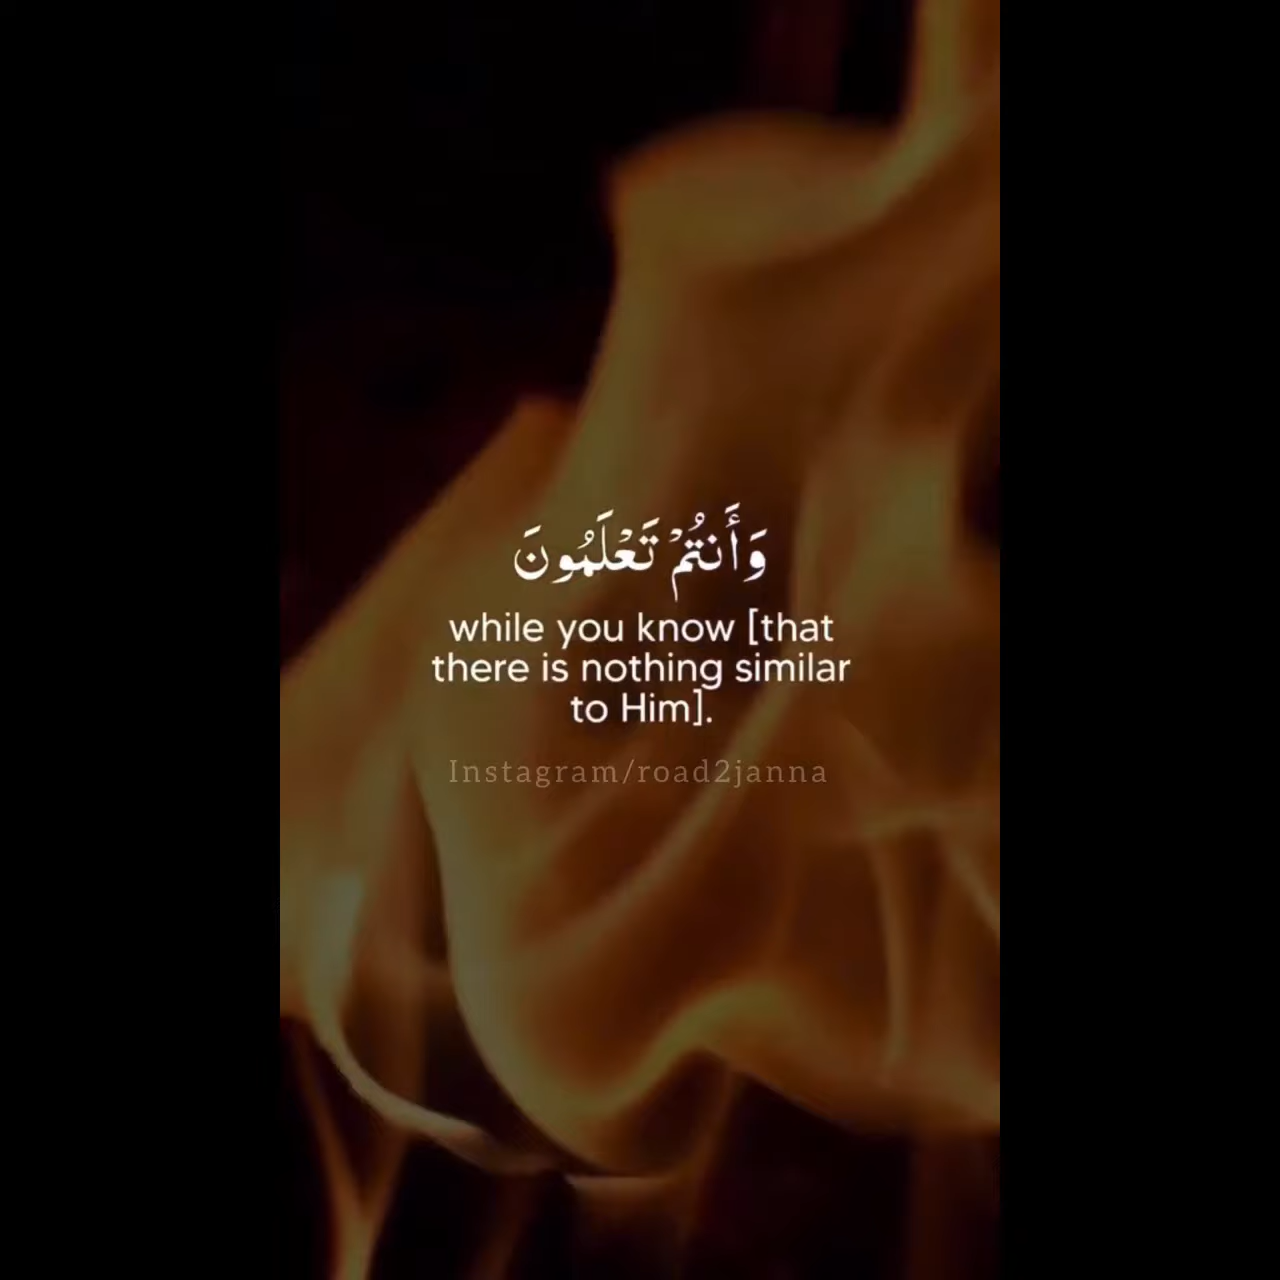 وَأَنتُمْ تَعْلَمُونَ
while you know [that
there is nothing similar
to Him].
Instagram/road2janna